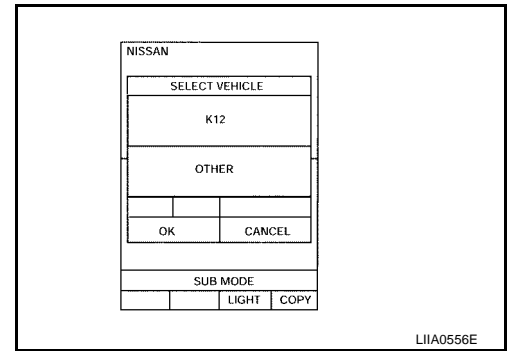 NISSAN
SELECT VEHICLE
K12
OTHER
OK CANCEL
SUB MODE
LIGHT COPY
LIIA0556E